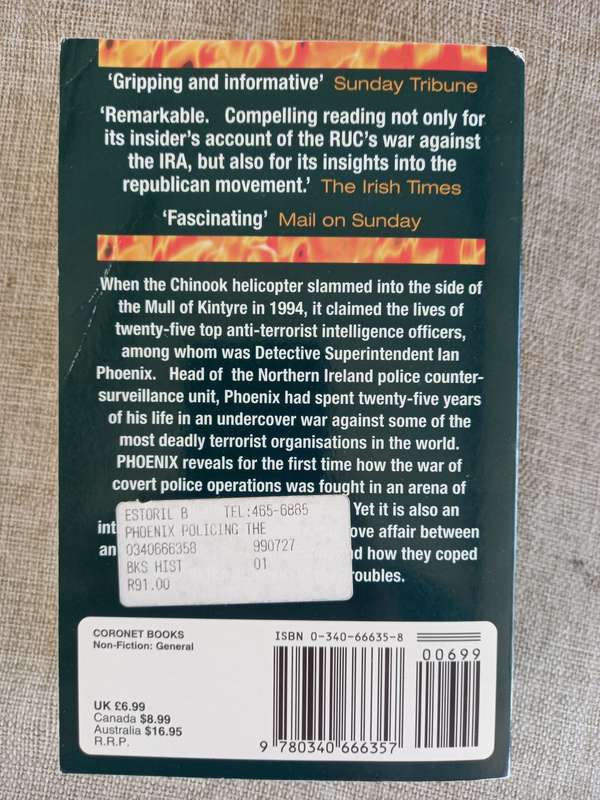 ‘Gripping and informative’ Sunday Tribune
‘Remarkable. Compelling reading not only for
its insider’s account of the RUC’s war against
the IRA, but also for its insights into the
republican movement.’ The Irish Times
‘Fascinating’ Mail on Sunday
When the Chinook helicopter slammed into the side of
the Mull of Kintyre in 1994, it claimed the lives of
twenty-five top anti-terrorist intelligence officers,
among whom was Detective Superintendent Ian
Phoenix. Head of the Northern Ireland police counter-
surveillance unit, Phoenix had spent twenty-five years
of his life in an undercover war against some of the
most deadly terrorist organisations in the world.
PHOENIX reveals for the first time how the war of
covert police operations was fought in an arena of
Yet it is also an
int ove affair between
an d how they coped
roubles.
ESTORIL B TEL:465-6885
PHOENIX POLICING THE
0340666358 990727
BKS HIST 01
R91.00
CORONET BOOKS
Non-Fiction: General
UK £6.99
Canada $8.99
Australia $16.95
R.R.P.
ISBN 0-340-66635-8
00699
9 780340 666357